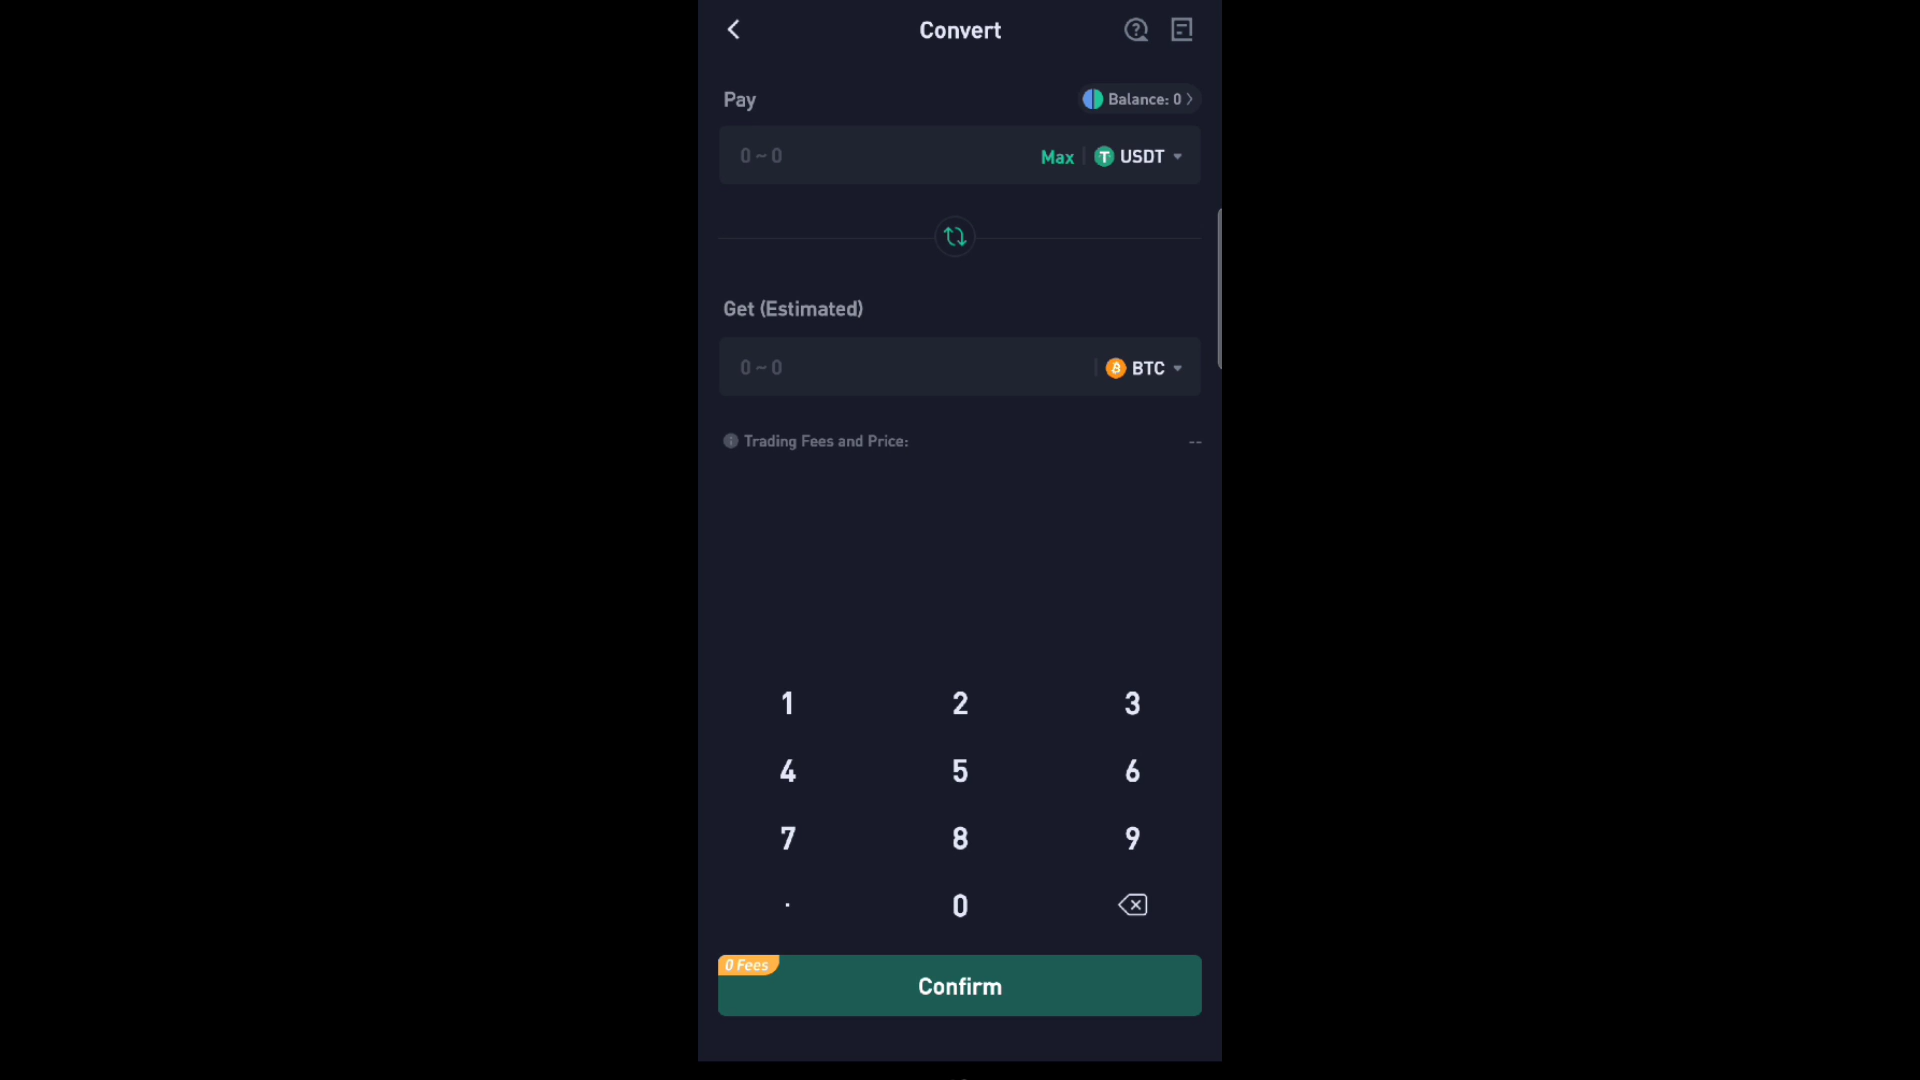 Convert
Pay
Balance: 0
0 ~ 0
Max
USDT
Get (Estimated)
0 ~ 0
BTC
Trading Fees and Price:
--
1 2 3
4 5 6
7 8 9
. 0
0 Fees
Confirm